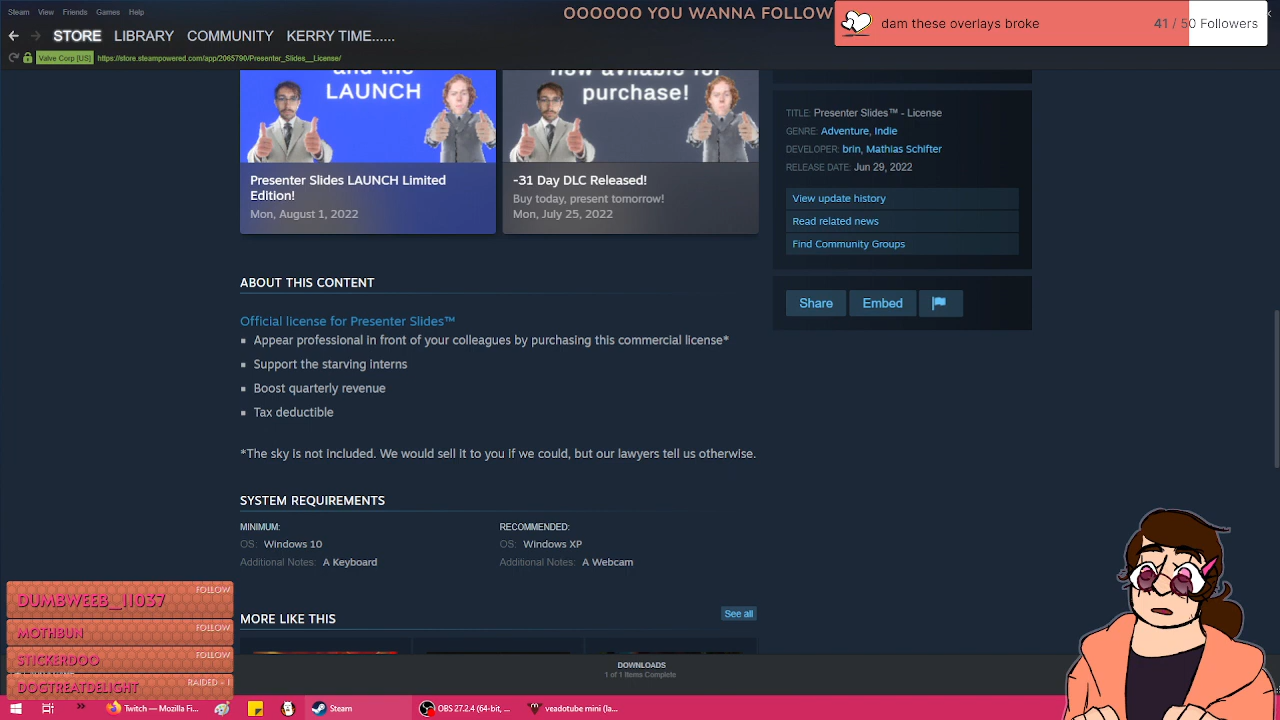 Steam View Friends Games Help
OOOOOO YOU WANNA FOLLOW
dam these overlays broke
41 / 50 Followers
STORE LIBRARY COMMUNITY KERRY TIME......
Valve Corp [US] https://store.steampowered.com/app/2065790/Presenter_Slides__License/
and the
LAUNCH
now avilable for
purchase!
Presenter Slides LAUNCH Limited
Edition!
Mon, August 1, 2022
-31 Day DLC Released!
Buy today, present tomorrow!
Mon, July 25, 2022
TITLE: Presenter Slides™ - License
GENRE: Adventure, Indie
DEVELOPER: brin, Mathias Schifter
RELEASE DATE: Jun 29, 2022
View update history
Read related news
Find Community Groups
Share Embed
ABOUT THIS CONTENT
Official license for Presenter Slides™
Appear professional in front of your colleagues by purchasing this commercial license*
Support the starving interns
Boost quarterly revenue
Tax deductible
*The sky is not included. We would sell it to you if we could, but our lawyers tell us otherwise.
SYSTEM REQUIREMENTS
MINIMUM:
OS: Windows 10
Additional Notes: A Keyboard
RECOMMENDED:
OS: Windows XP
Additional Notes: A Webcam
MORE LIKE THIS
See all
FOLLOW
DUMBWEEB_11037
FOLLOW
MOTHBUN
FOLLOW
STICKERDOO
RAIDED - 1
DOGTREATDELIGHT
DOWNLOADS
1 of 1 Items Complete
Twitch — Mozilla Fi...
Steam
OBS 27.2.4 (64-bit, ...
veadotube mini (la...